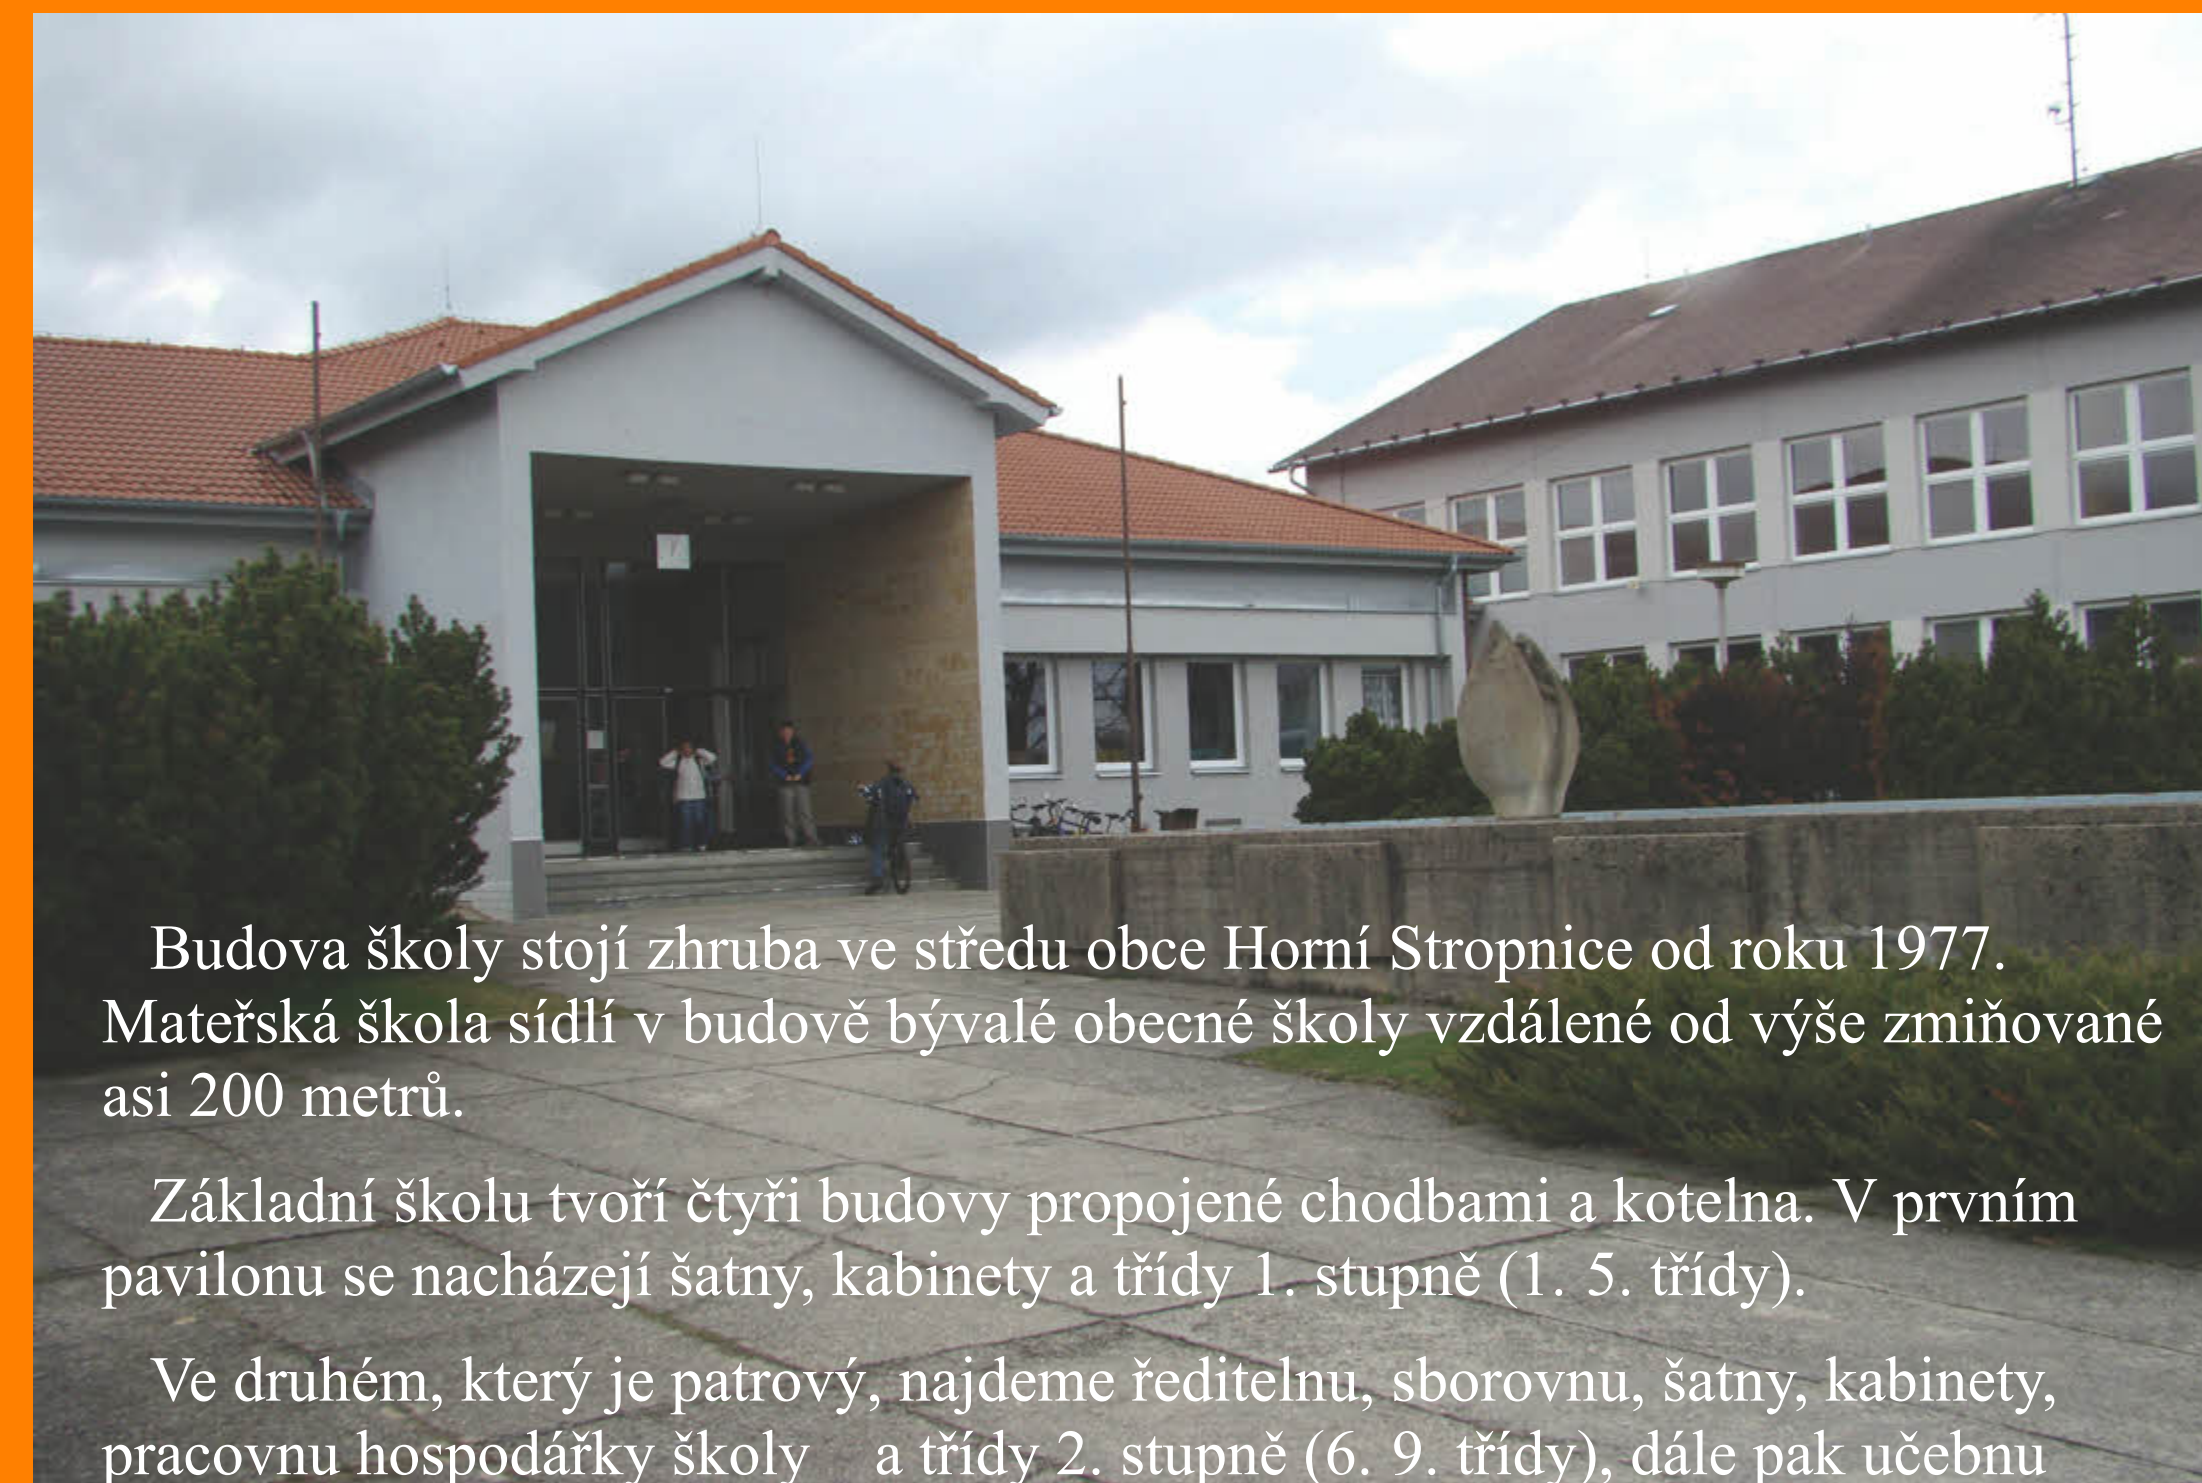 Budova školy stojí zhruba ve středu obce Horní Stropnice od roku 1977.
Mateřská škola sídlí v budově bývalé obecné školy vzdálené od výše zmiňované
asi 200 metrů.
Základní školu tvoří čtyři budovy propojené chodbami a kotelna. V prvním
pavilonu se nacházejí šatny, kabinety a třídy 1. stupně (1. 5. třídy).
Ve druhém, který je patrový, najdeme ředitelnu, sborovnu, šatny, kabinety,
pracovnu hospodářky školy a třídy 2. stupně (6. 9. třídy), dále pak učebnu